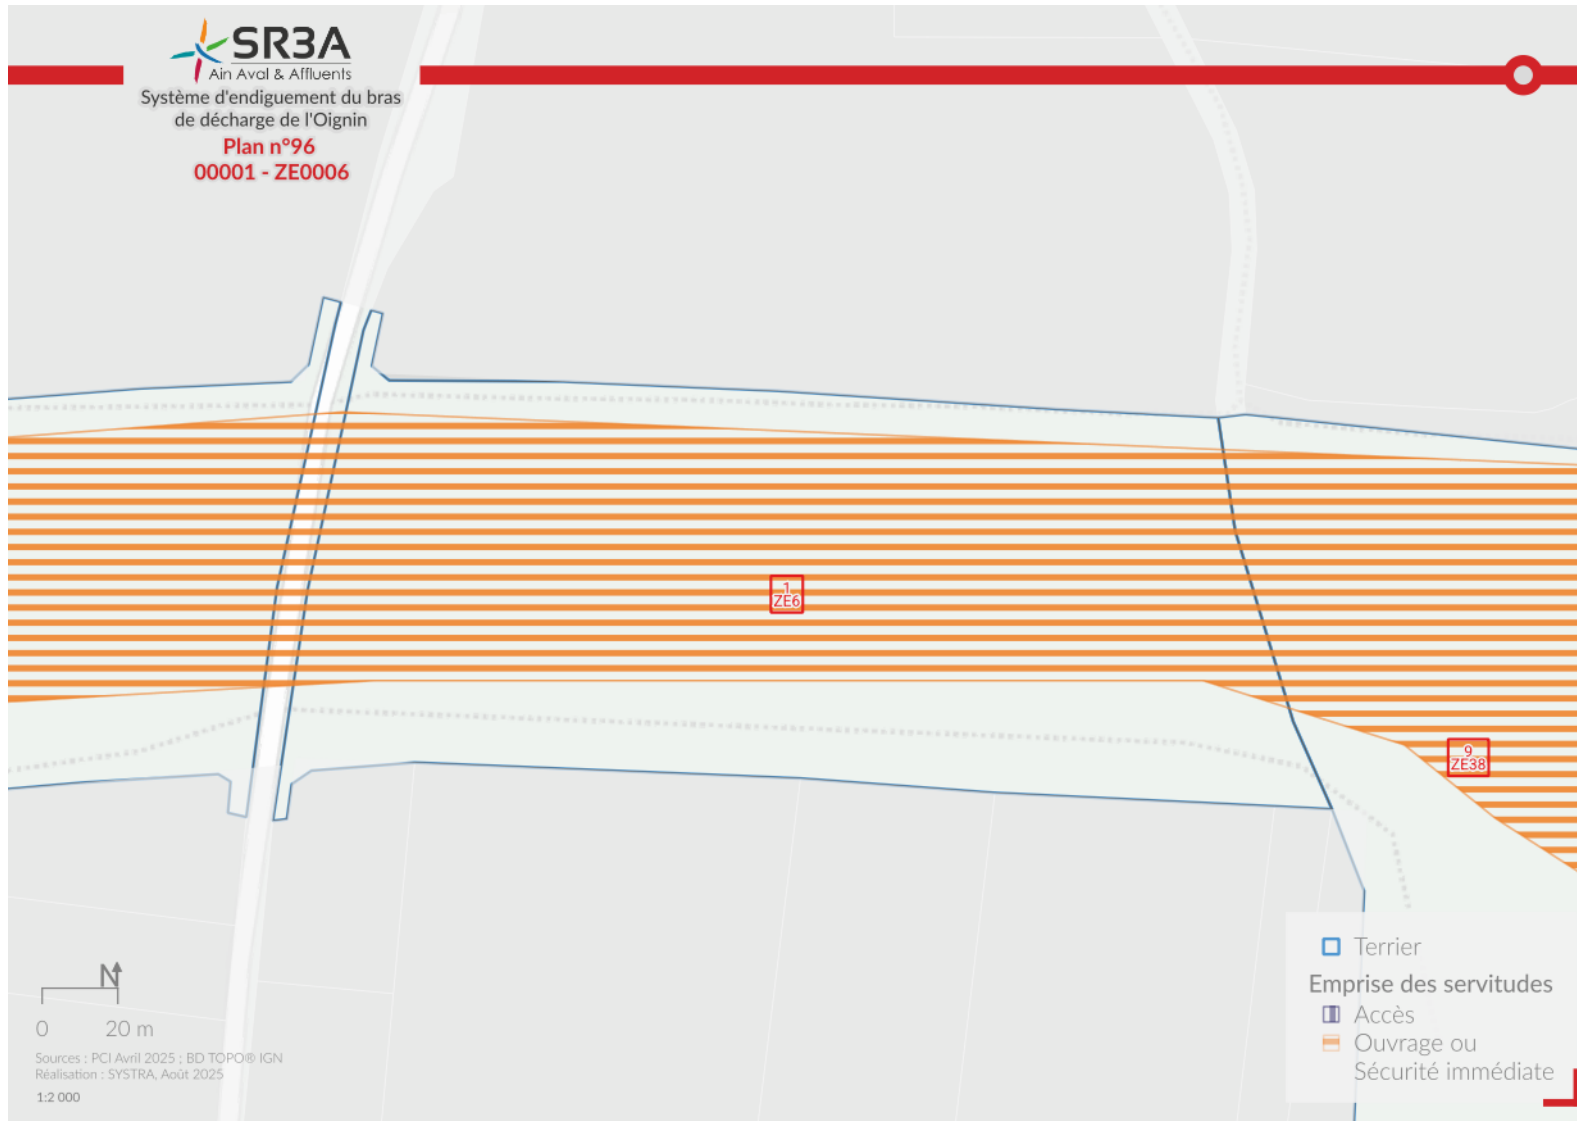 SR3A
Ain Aval & Affluents
Système d'endiguement du bras
de décharge de l'Oignin
Plan n°96
00001 - ZE0006
1
ZE6
9
ZE38
N
0 20 m
Sources : PCI Avril 2025 ; BD TOPO® IGN
Réalisation : SYSTRA, Août 2025
1:2 000
Terrier
Emprise des servitudes
Accès
Ouvrage ou
Sécurité immédiate